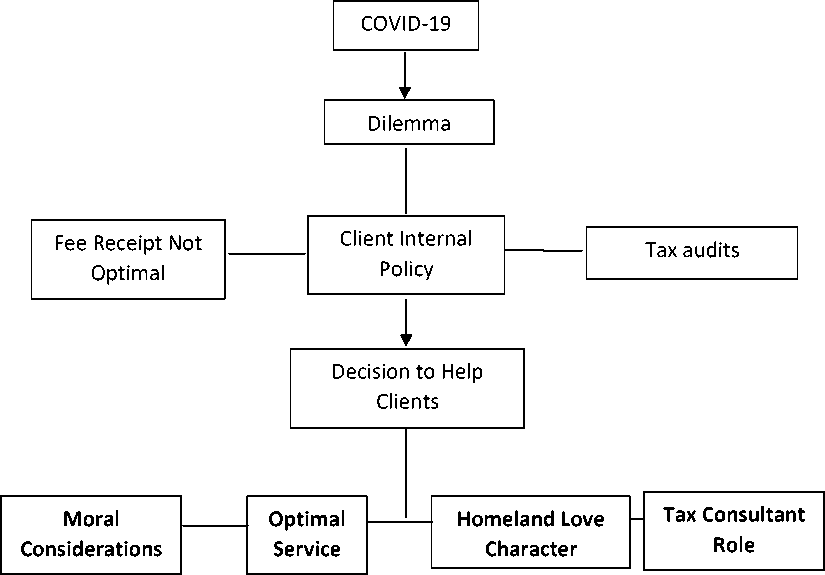 COVID-19
Dilemma
Fee Receipt Not
Optimal
Client Internal
Policy
Tax audits
Decision to Help
Clients
Moral
Considerations
Optimal
Service
Homeland Love
Character
Tax Consultant
Role